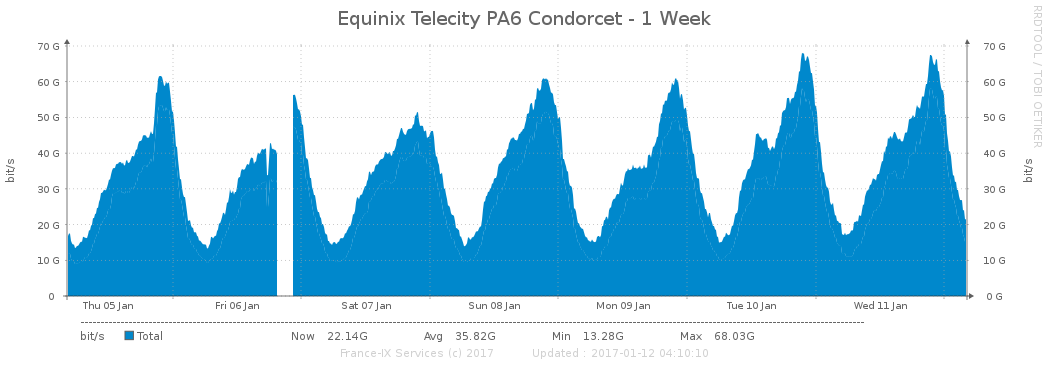 Equinix Telecity PA6 Condorcet - 1 Week
RRDTOOL / TOBI OETIKER
bit/s
70 G
60 G
50 G
40 G
30 G
20 G
10 G
0
70 G
60 G
50 G
40 G
30 G
20 G
10 G
0 G
bit/s
Thu 05 Jan Fri 06 Jan Sat 07 Jan Sun 08 Jan Mon 09 Jan Tue 10 Jan Wed 11 Jan
bit/s Total Now 22.14G Avg 35.82G Min 13.28G Max 68.03G
France-IX Services (c) 2017 Updated : 2017-01-12 04:10:10